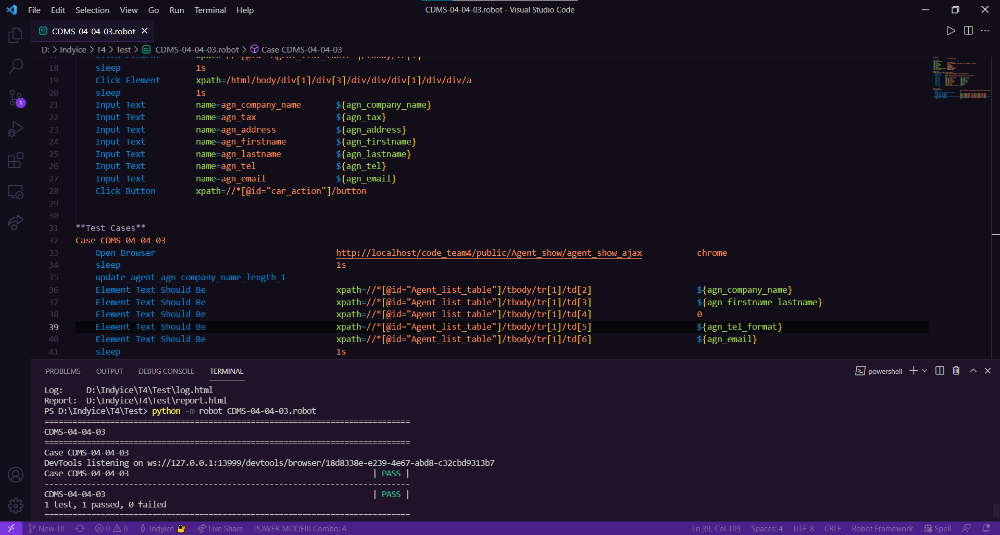 File Edit Selection View Go Run Terminal Help
CDMS-04-04-03.robot - Visual Studio Code
CDMS-04-04-03.robot
D: > Indyice > T4 > Test > CDMS-04-04-03.robot > Case CDMS-04-04-03
17 Click Element xpath=//*[@id="Agent_list_table"]/tbody/tr[1]
18 sleep 1s
19 Click Element xpath=/html/body/div[1]/div[3]/div/div/div[1]/div/div/a
20 sleep 1s
21 Input Text name=agn_company_name ${agn_company_name}
22 Input Text name=agn_tax ${agn_tax}
23 Input Text name=agn_address ${agn_address}
24 Input Text name=agn_firstname ${agn_firstname}
25 Input Text name=agn_lastname ${agn_lastname}
26 Input Text name=agn_tel ${agn_tel}
27 Input Text name=agn_email ${agn_email}
28 Click Button xpath=//*[@id="car_action"]/button
29
30
31 **Test Cases**
32 Case CDMS-04-04-03
33 Open Browser http://localhost/code_team4/public/Agent_show/agent_show_ajax chrome
34 sleep 1s
35 update_agent_agn_company_name_length_1
36 Element Text Should Be xpath=//*[@id="Agent_list_table"]/tbody/tr[1]/td[2] ${agn_company_name}
37 Element Text Should Be xpath=//*[@id="Agent_list_table"]/tbody/tr[1]/td[3] ${agn_firstname_lastname}
38 Element Text Should Be xpath=//*[@id="Agent_list_table"]/tbody/tr[1]/td[4] 0
39 Element Text Should Be xpath=//*[@id="Agent_list_table"]/tbody/tr[1]/td[5] ${agn_tel_format}
40 Element Text Should Be xpath=//*[@id="Agent_list_table"]/tbody/tr[1]/td[6] ${agn_email}
41 sleep 1s
1
PROBLEMS OUTPUT DEBUG CONSOLE TERMINAL powershell
Log: D:\Indyice\T4\Test\log.html
Report: D:\Indyice\T4\Test\report.html
PS D:\Indyice\T4\Test> python -m robot CDMS-04-04-03.robot
==============================================================================
CDMS-04-04-03
==============================================================================
Case CDMS-04-04-03
DevTools listening on ws://127.0.0.1:13999/devtools/browser/18d8338e-e239-4e67-abd8-c32cbd9313b7
Case CDMS-04-04-03 | PASS |
------------------------------------------------------------------------------
CDMS-04-04-03 | PASS |
1 test, 1 passed, 0 failed
==============================================================================
New-UI 0 0 Indyice Live Share POWER MODE!!! Combo: 4 Ln 39, Col 109 Spaces: 4 UTF-8 CRLF Robot Framework Spell